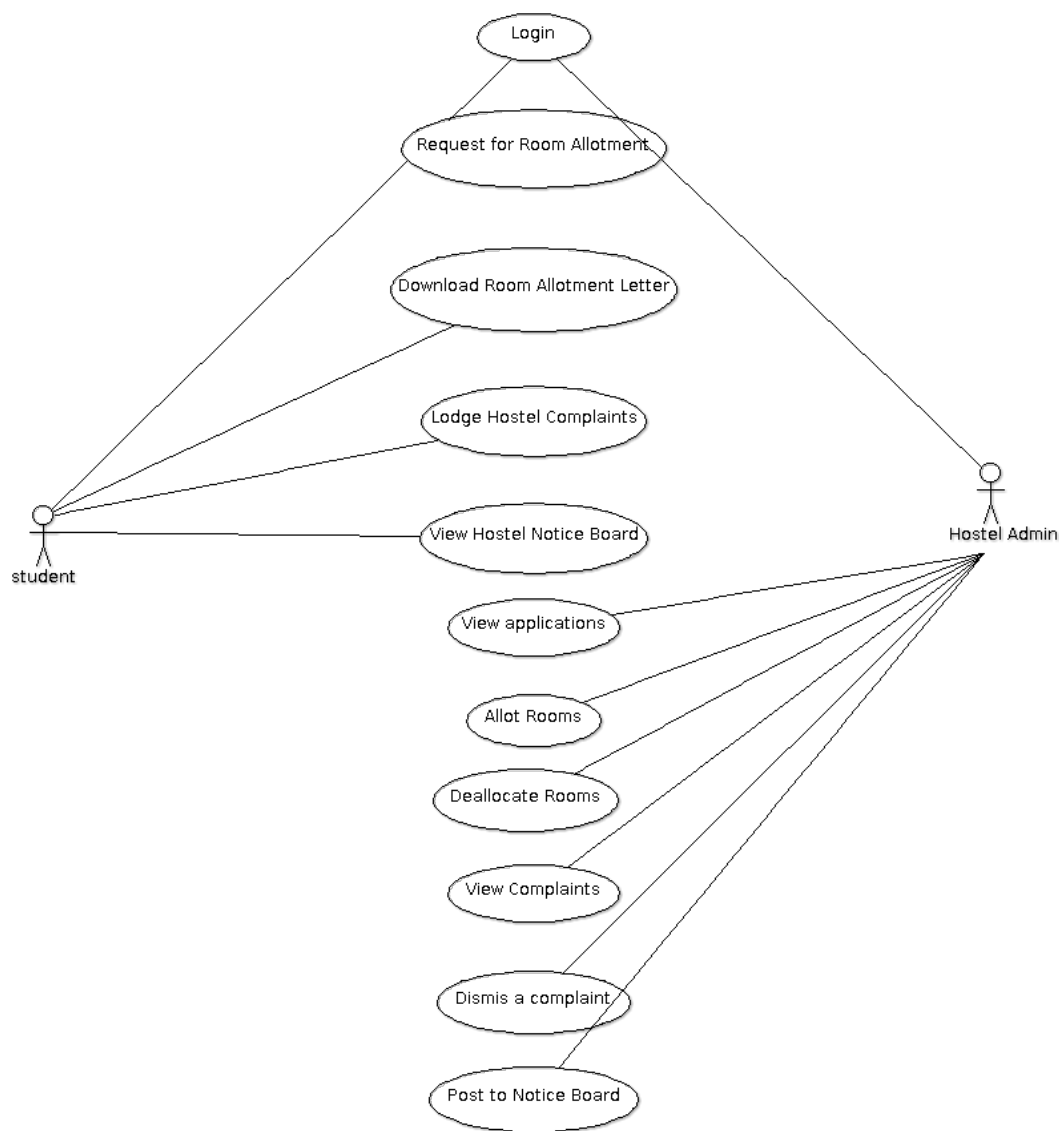 Login
Request for Room Allotment
Download Room Allotment Letter
Lodge Hostel Complaints
View Hostel Notice Board
Hostel Admin
student
View applications
Allot Rooms
Deallocate Rooms
View Complaints
Dismis a complaint
Post to Notice Board